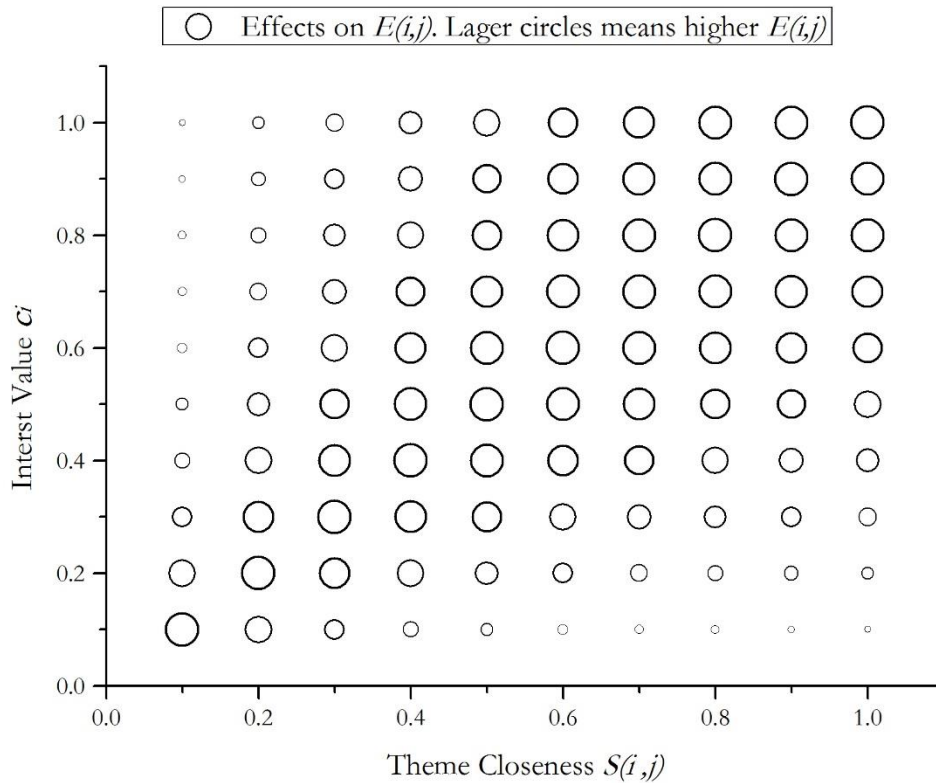 Effects on E(i,j). Lager circles means higher E(i,j)
1.0
0.8
0.6
0.4
0.2
0.0
Interst Value ci
0.0 0.2 0.4 0.6 0.8 1.0
Theme Closeness S(i,j)